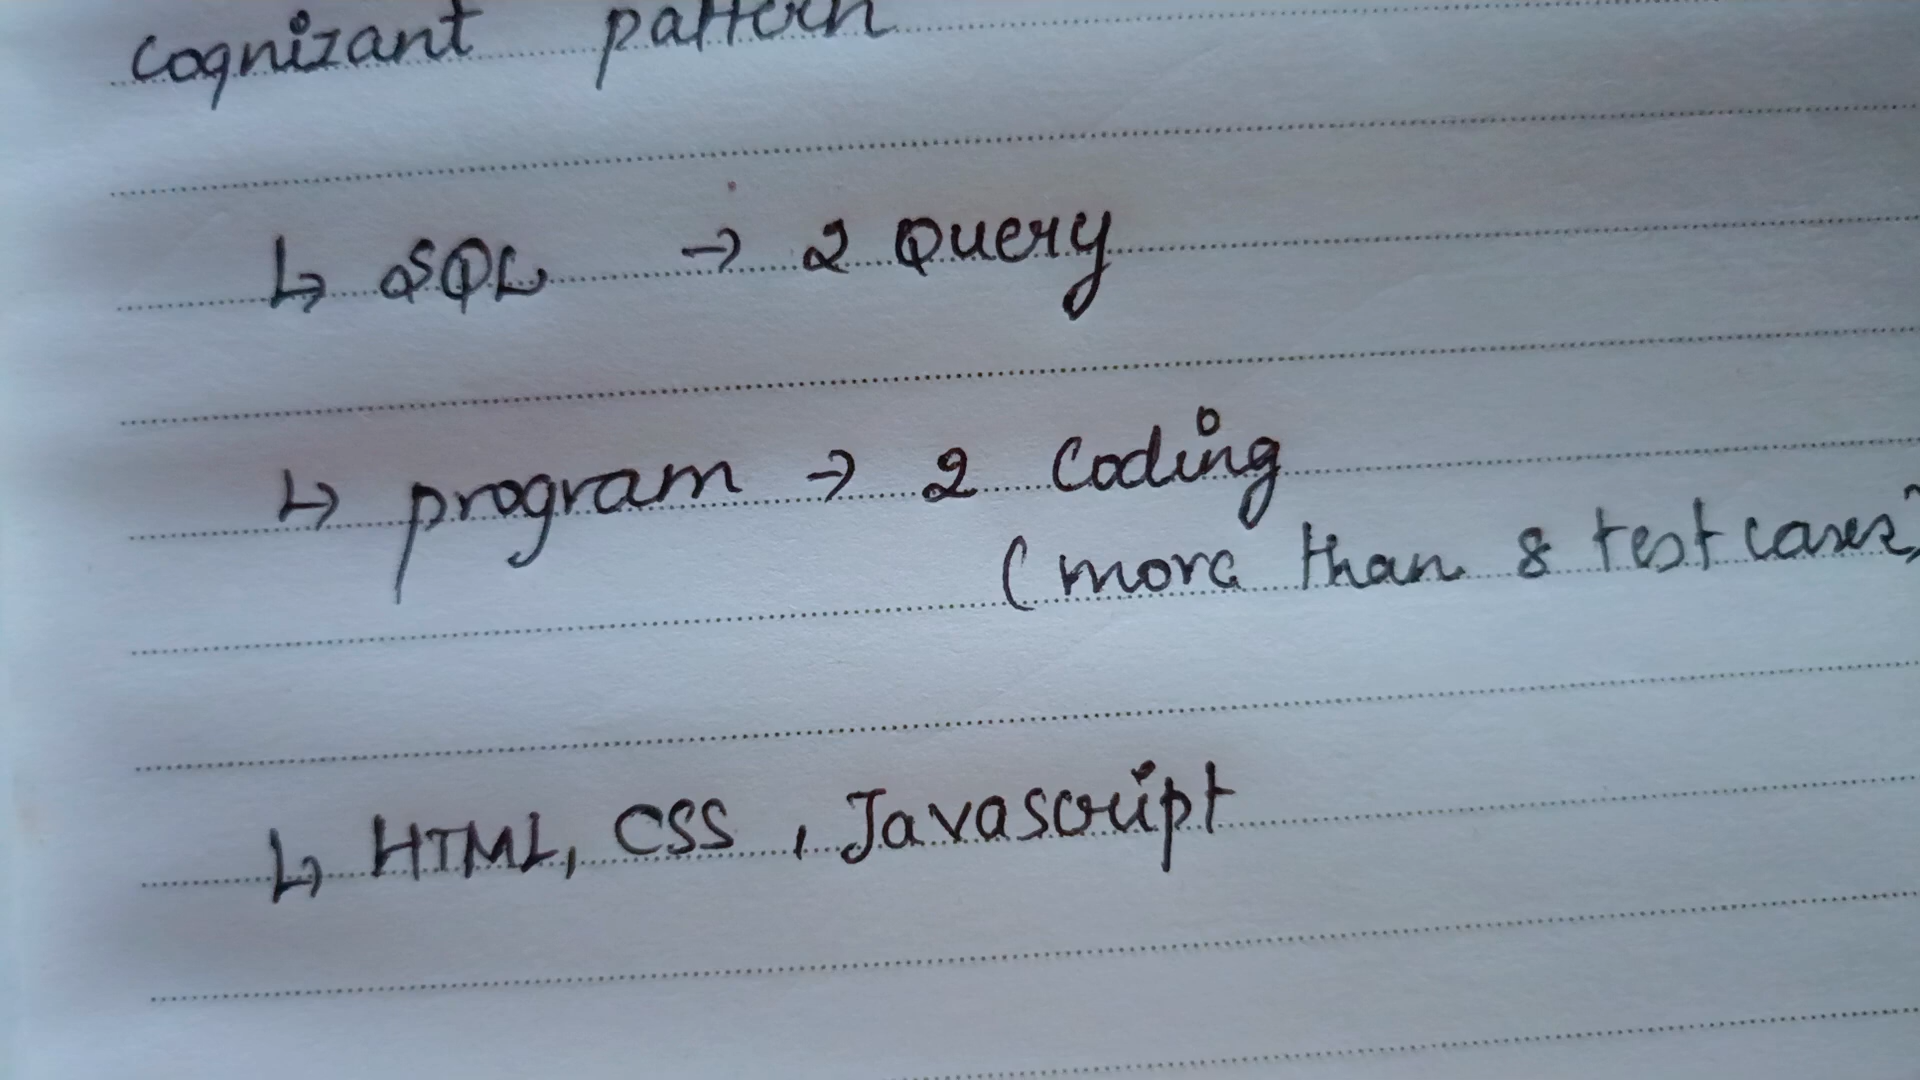 cognizant pattern
↳ SQL → 2 Query
↳ program → 2 Coding
(more than 8 test cases)
↳ HTML, CSS, Javascript